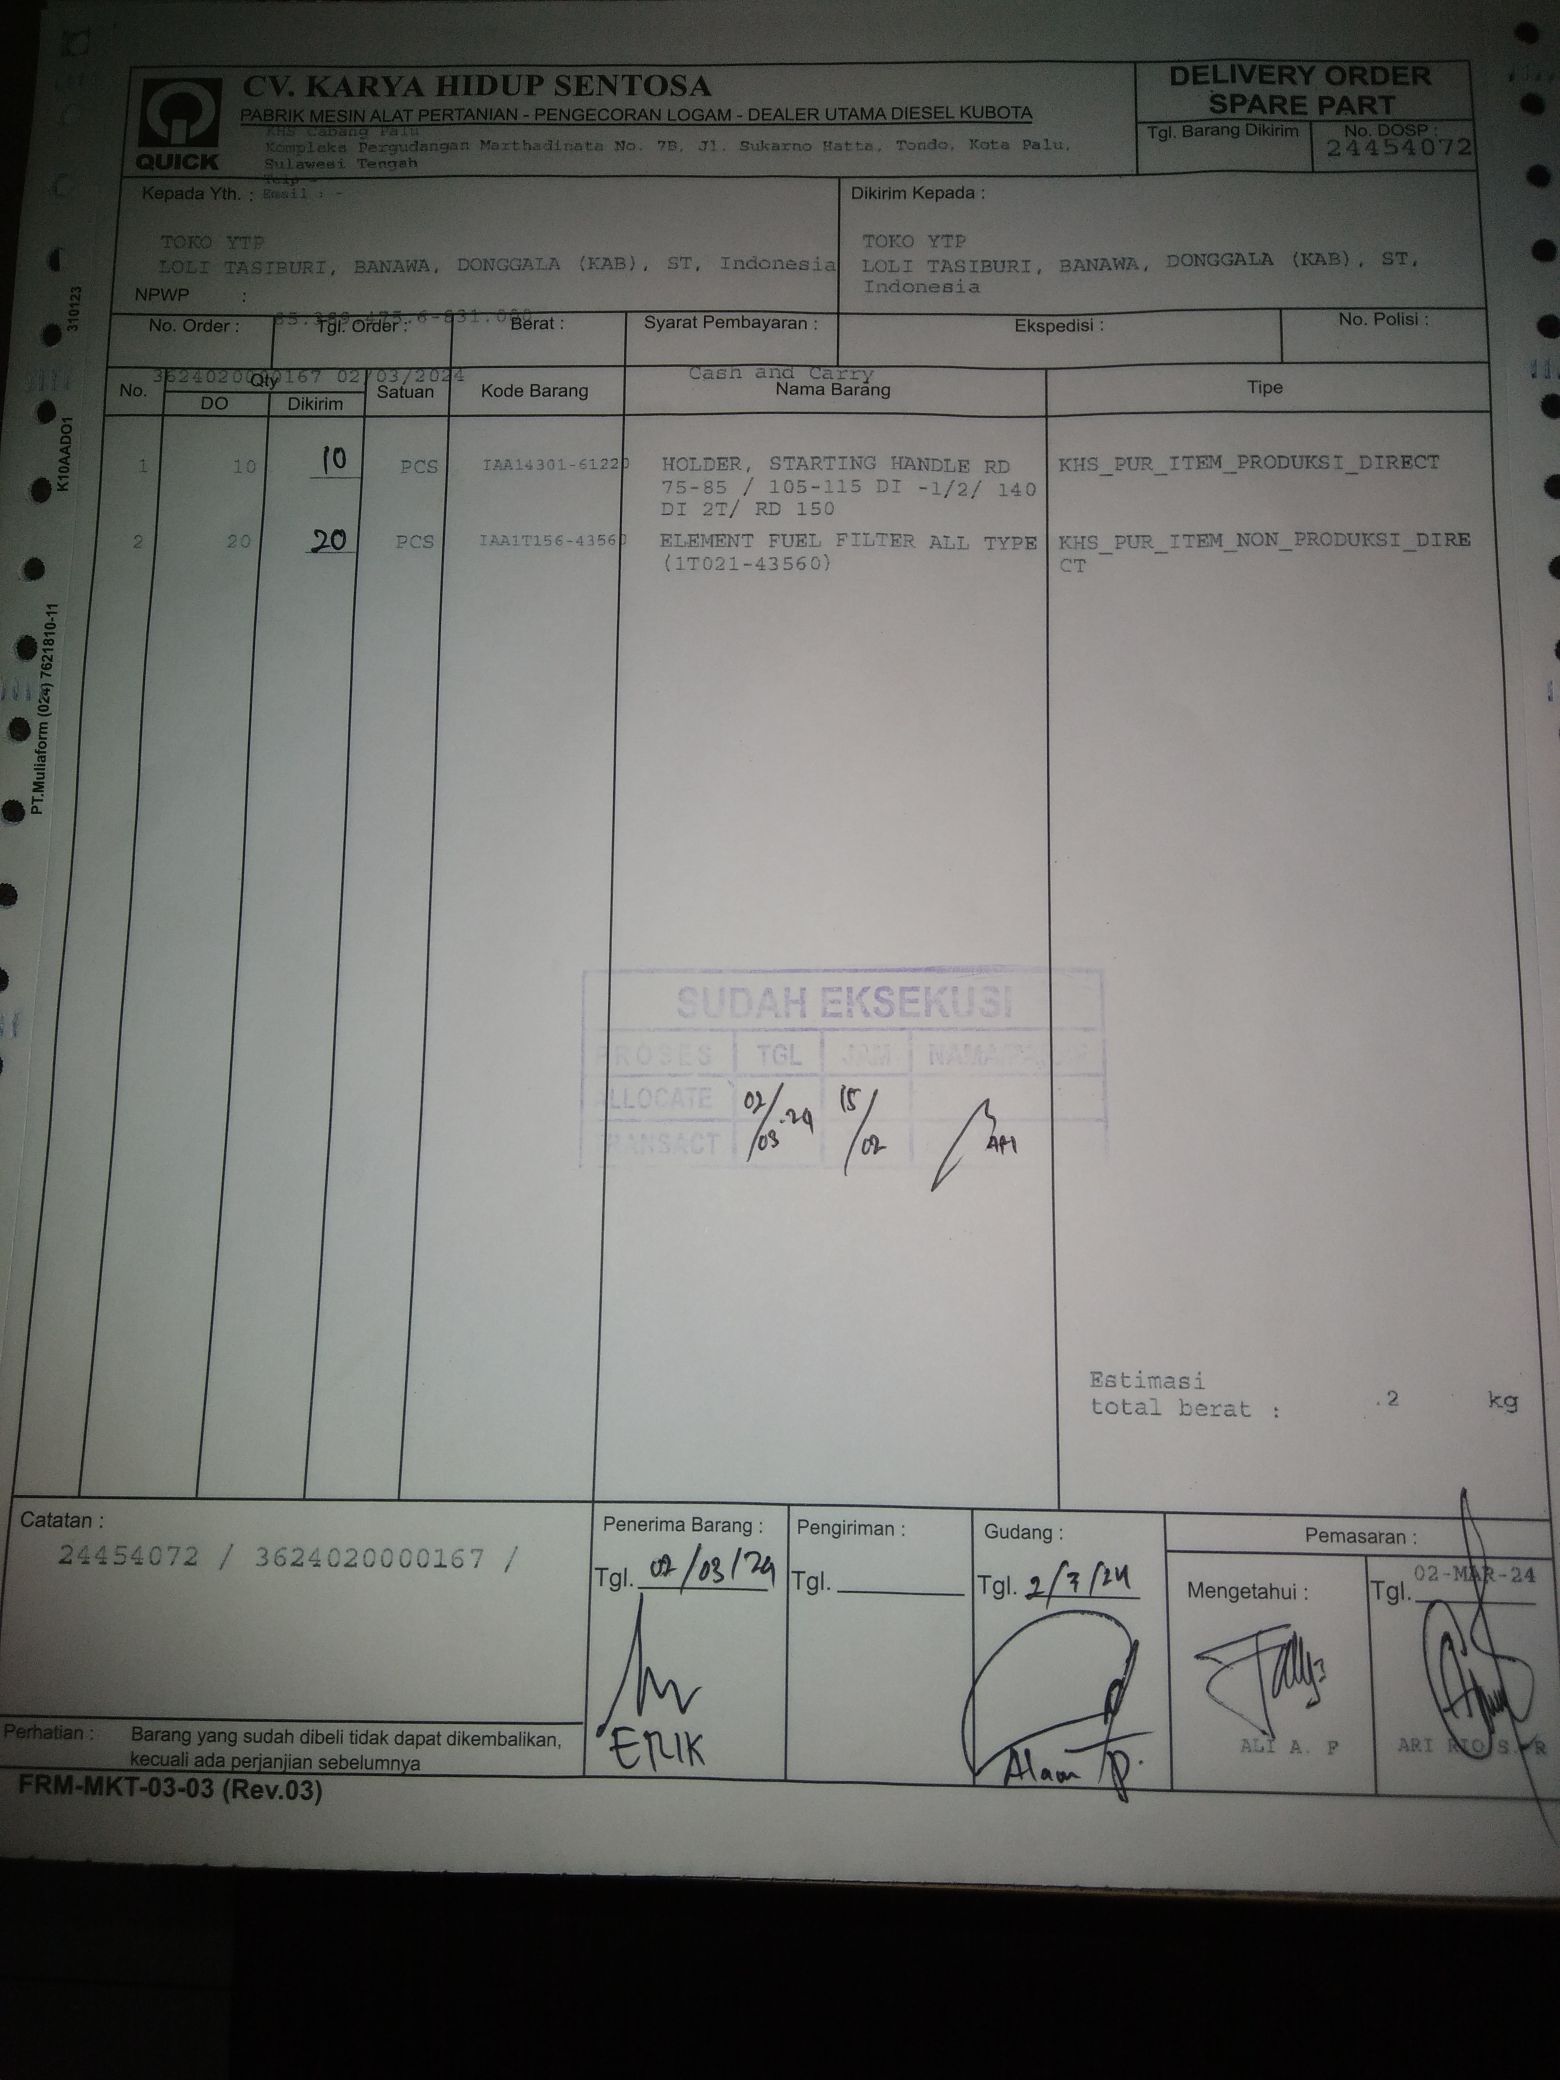 CV. KARYA HIDUP SENTOSA
PABRIK MESIN ALAT PERTANIAN - PENGECORAN LOGAM - DEALER UTAMA DIESEL KUBOTA
QUICK
KHS Cabang Palu
Kompleks Pergudangan Marthadinata No. 7B, Jl. Sukarno Hatta, Tondo, Kota Palu,
Sulawesi Tengah
Telp -
Email : -
DELIVERY ORDER
SPARE PART
Tgl. Barang Dikirim
No. DOSP :
24454072
Kepada Yth. :
TOKO YTP
LOLI TASIBURI, BANAWA, DONGGALA (KAB), ST, Indonesia
NPWP :
Dikirim Kepada :
TOKO YTP
LOLI TASIBURI, BANAWA, DONGGALA (KAB), ST,
Indonesia
No. Order : Tgl. Order : Berat : Syarat Pembayaran : Ekspedisi : No. Polisi :
3624020000167 02/03/2024 Cash and Carry
No. Qty Satuan Kode Barang Nama Barang Tipe
DO Dikirim
1 10 10 PCS IAA14301-61220 HOLDER, STARTING HANDLE RD KHS_PUR_ITEM_PRODUKSI_DIRECT
75-85 / 105-115 DI -1/2/ 140
DI 2T/ RD 150
2 20 20 PCS IAA1T156-43560 ELEMENT FUEL FILTER ALL TYPE KHS_PUR_ITEM_NON_PRODUKSI_DIRE
(1T021-43560) CT
SUDAH EKSEKUSI
PROSES TGL JAM
ALLOCATE 02/03.24 15/02 ARI
TRANSACT
Estimasi
total berat : .2 kg
Catatan :
24454072 / 3624020000167 /
Penerima Barang :
Tgl. 02/03/24
ERIK
Pengiriman :
Tgl.
Gudang :
Tgl. 2/3/24
Alam P.
Pemasaran :
Mengetahui :
ALI A. F
Tgl. 02-MAR-24
ARI RIO S. R
Perhatian : Barang yang sudah dibeli tidak dapat dikembalikan,
kecuali ada perjanjian sebelumnya
FRM-MKT-03-03 (Rev.03)
310123
K10AADO1
PT.Muliaform (024) 7621810-11